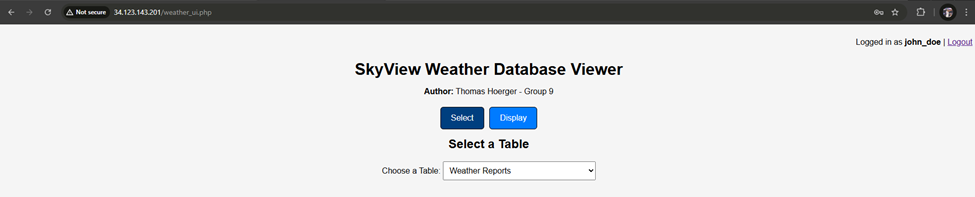 Not secure 34.123.143.201/weather_ui.php
Logged in as john_doe | Logout
SkyView Weather Database Viewer
Author: Thomas Hoerger - Group 9
Select Display
Select a Table
Choose a Table: Weather Reports